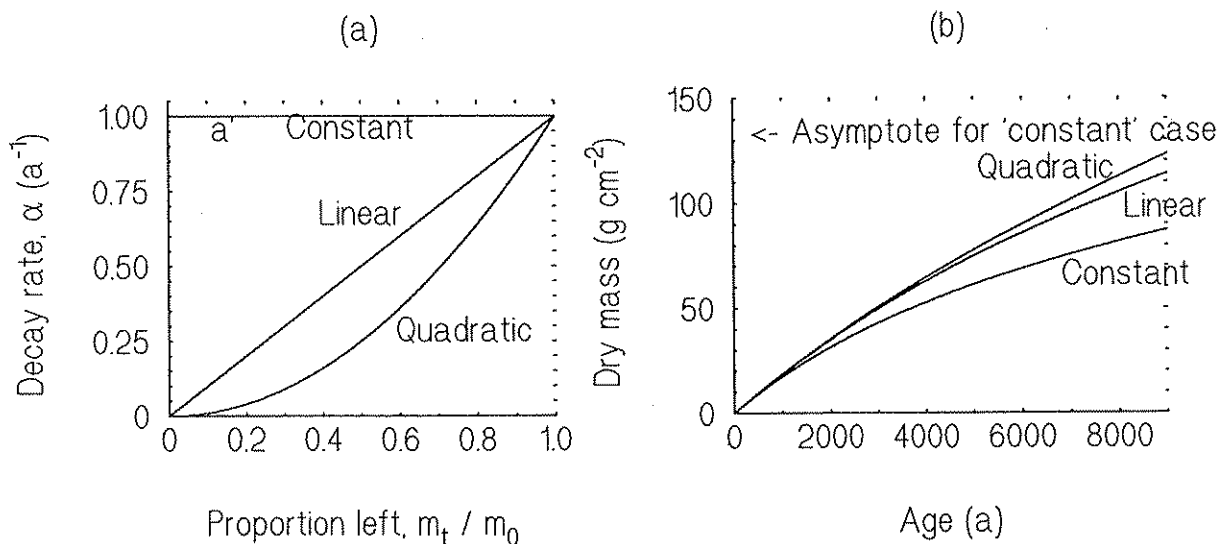 (a)
Decay rate, α (a⁻¹)
1.00
0.75
0.50
0.25
0
a'
Constant
Linear
Quadratic
0 0.2 0.4 0.6 0.8 1.0
Proportion left, mₜ / m₀
(b)
Dry mass (g cm⁻²)
150
100
50
0
<- Asymptote for 'constant' case
Quadratic
Linear
Constant
0 2000 4000 6000 8000
Age (a)